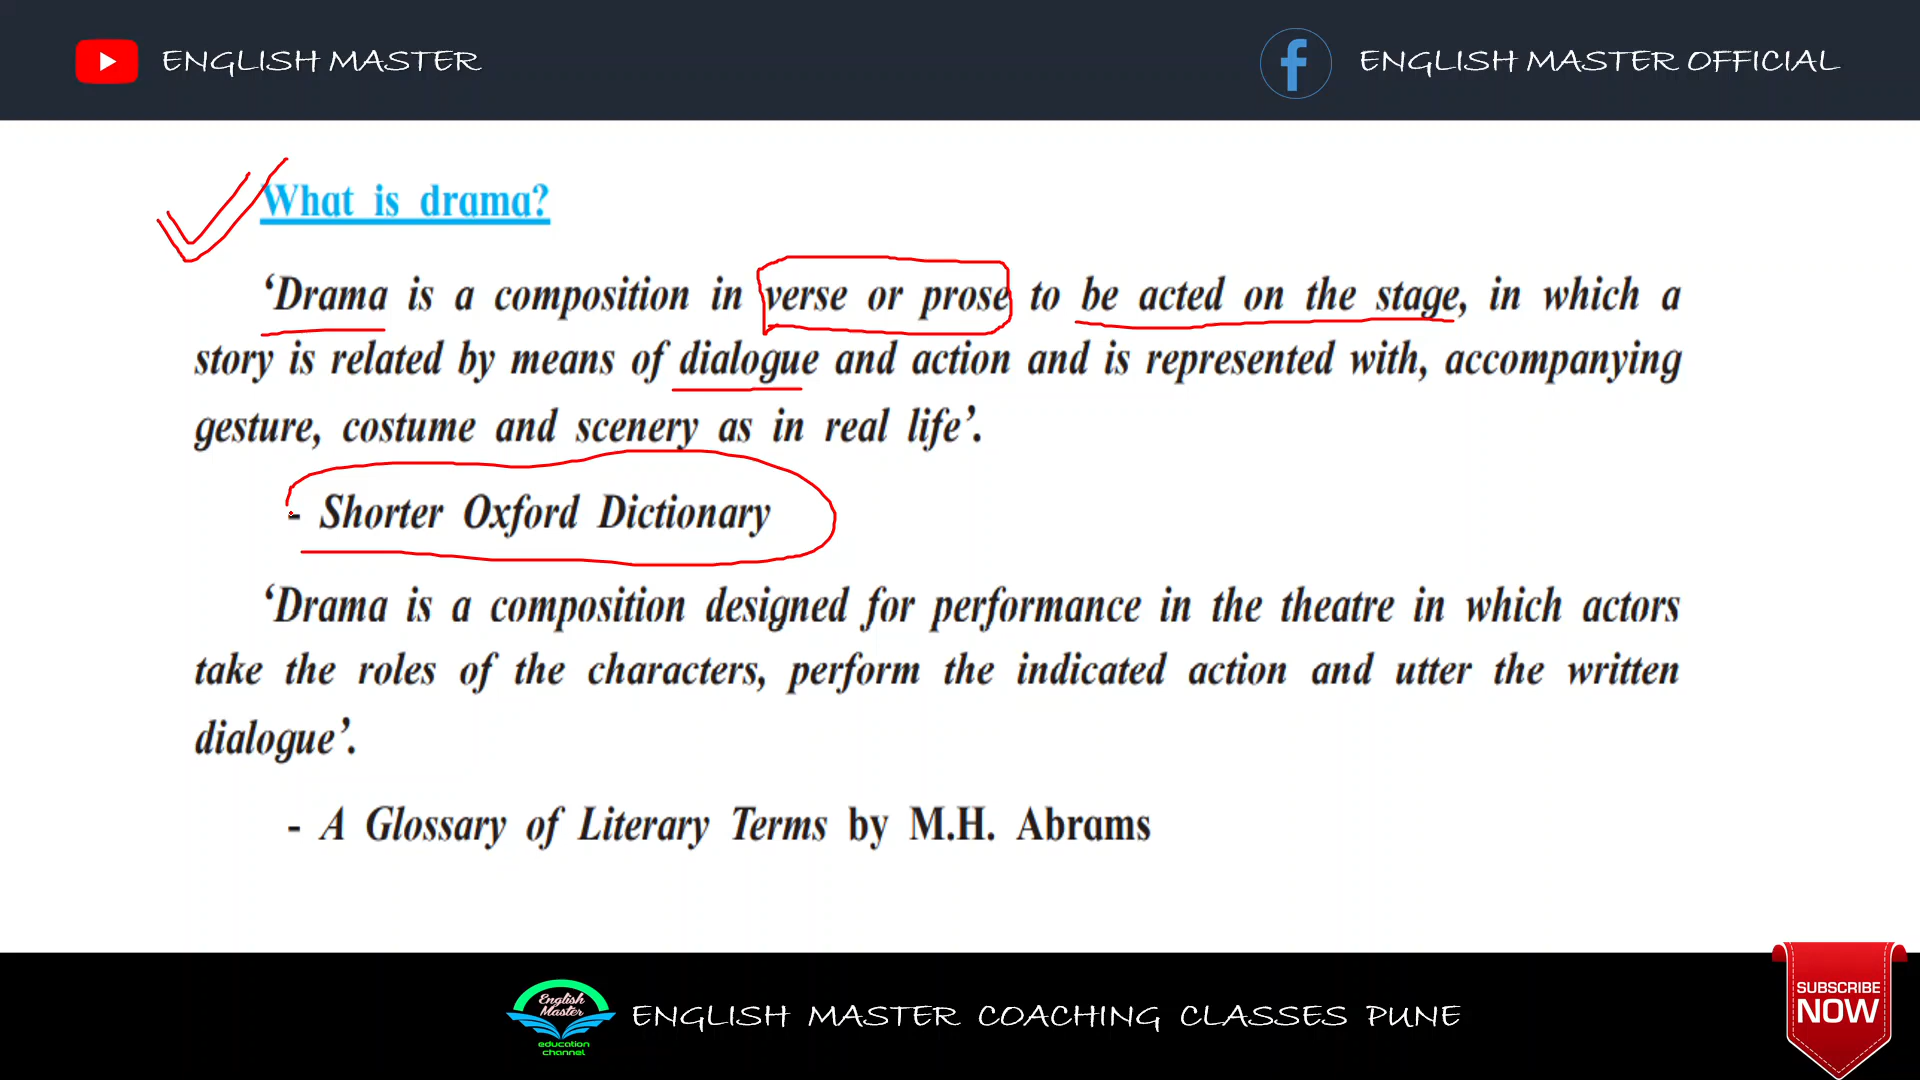 ENGLISH MASTER
ENGLISH MASTER OFFICIAL
What is drama?
‘Drama is a composition in verse or prose to be acted on the stage, in which a
story is related by means of dialogue and action and is represented with, accompanying
gesture, costume and scenery as in real life’.
- Shorter Oxford Dictionary
‘Drama is a composition designed for performance in the theatre in which actors
take the roles of the characters, perform the indicated action and utter the written
dialogue’.
- A Glossary of Literary Terms by M.H. Abrams
English
Master
education
channel
ENGLISH MASTER COACHING CLASSES PUNE
SUBSCRIBE
NOW